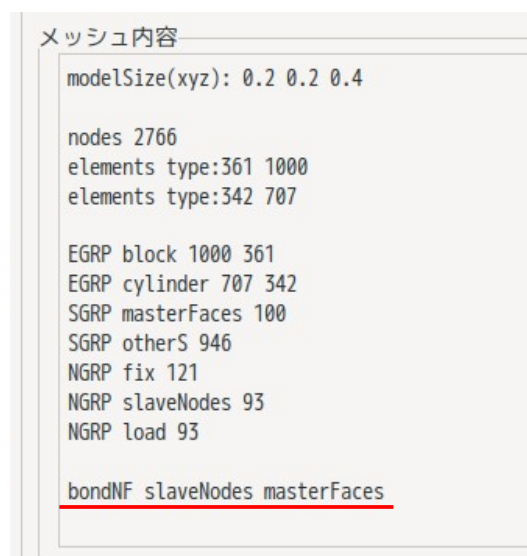 メッシュ内容
modelSize(xyz): 0.2 0.2 0.4
nodes 2766
elements type:361 1000
elements type:342 707
EGRP block 1000 361
EGRP cylinder 707 342
SGRP masterFaces 100
SGRP otherS 946
NGRP fix 121
NGRP slaveNodes 93
NGRP load 93
bondNF slaveNodes masterFaces